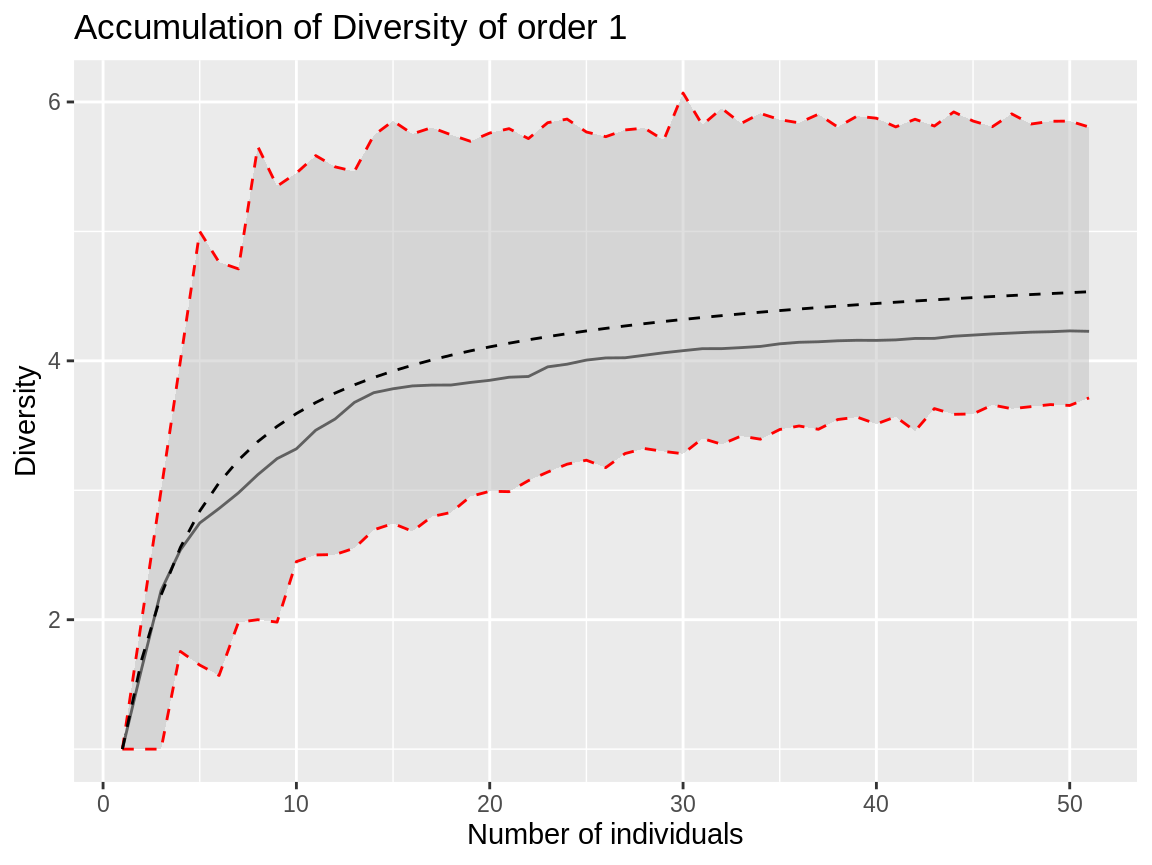 Accumulation of Diversity of order 1
6
4
2
Diversity
0 10 20 30 40 50
Number of individuals